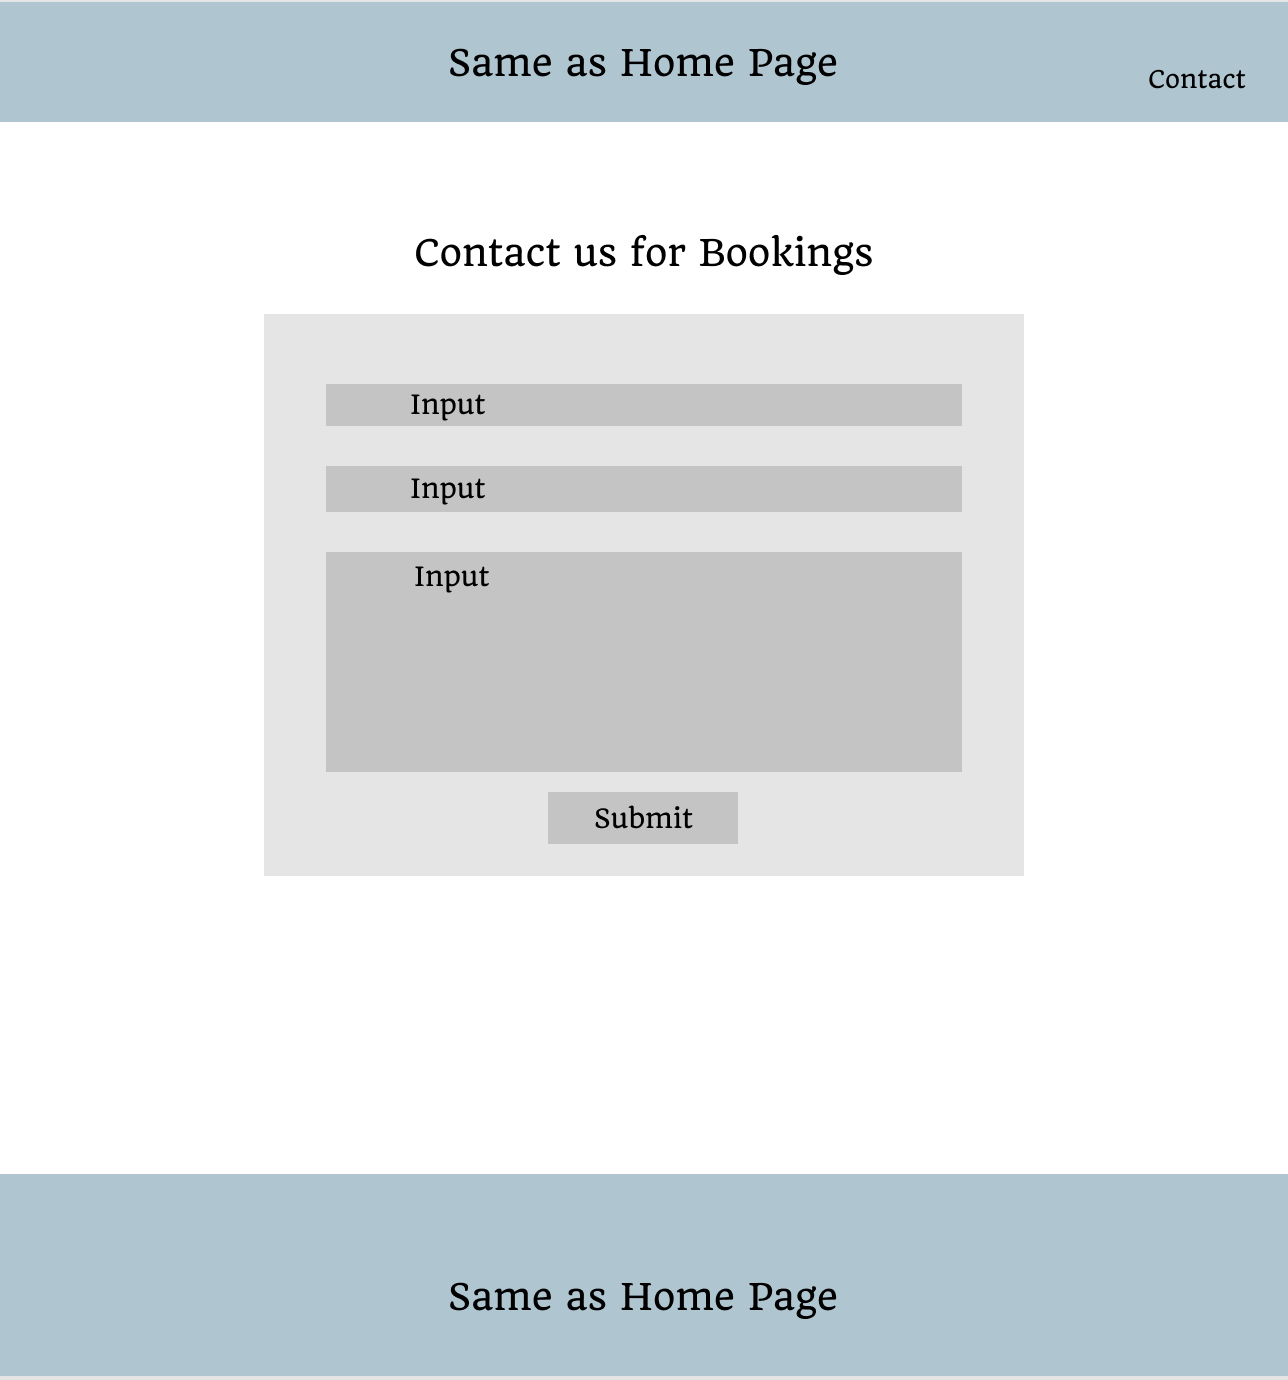 Same as Home Page
Contact
Contact us for Bookings
Input
Input
Input
Submit
Same as Home Page